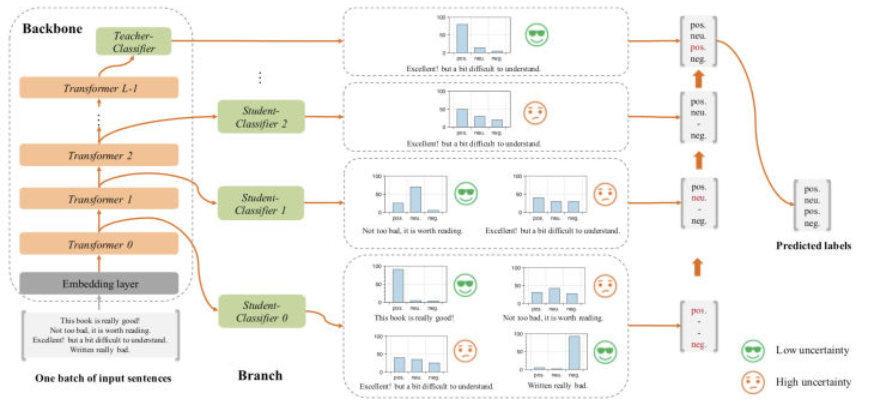 Backbone
Teacher-
Classifier
Transformer L-1
⋮
Transformer 2
Transformer 1
Transformer 0
Embedding layer
This book is really good!
Not too bad, it is worth reading.
Excellent! but a bit difficult to understand.
Written really bad.
One batch of input sentences
⋮
Student-
Classifier 2
Student-
Classifier 1
Student-
Classifier 0
Branch
100
50
0
pos. neu. neg.
Excellent! but a bit difficult to understand.
100
50
0
pos. neu. neg.
Excellent! but a bit difficult to understand.
100
50
0
pos. neu. neg.
Not too bad, it is worth reading.
100
50
0
pos. neu. neg.
Excellent! but a bit difficult to understand.
100
50
0
pos. neu. neg.
This book is really good!
100
50
0
pos. neu. neg.
Not too bad, it is worth reading.
100
50
0
pos. neu. neg.
Excellent! but a bit difficult to understand.
100
50
0
pos. neu. neg.
Written really bad.
pos.
neu.
pos.
neg.
pos.
neu.
-
neg.
pos.
neu.
-
neg.
pos.
-
-
neg.
pos.
neu.
pos.
neg.
Predicted labels
Low uncertainty
High uncertainty